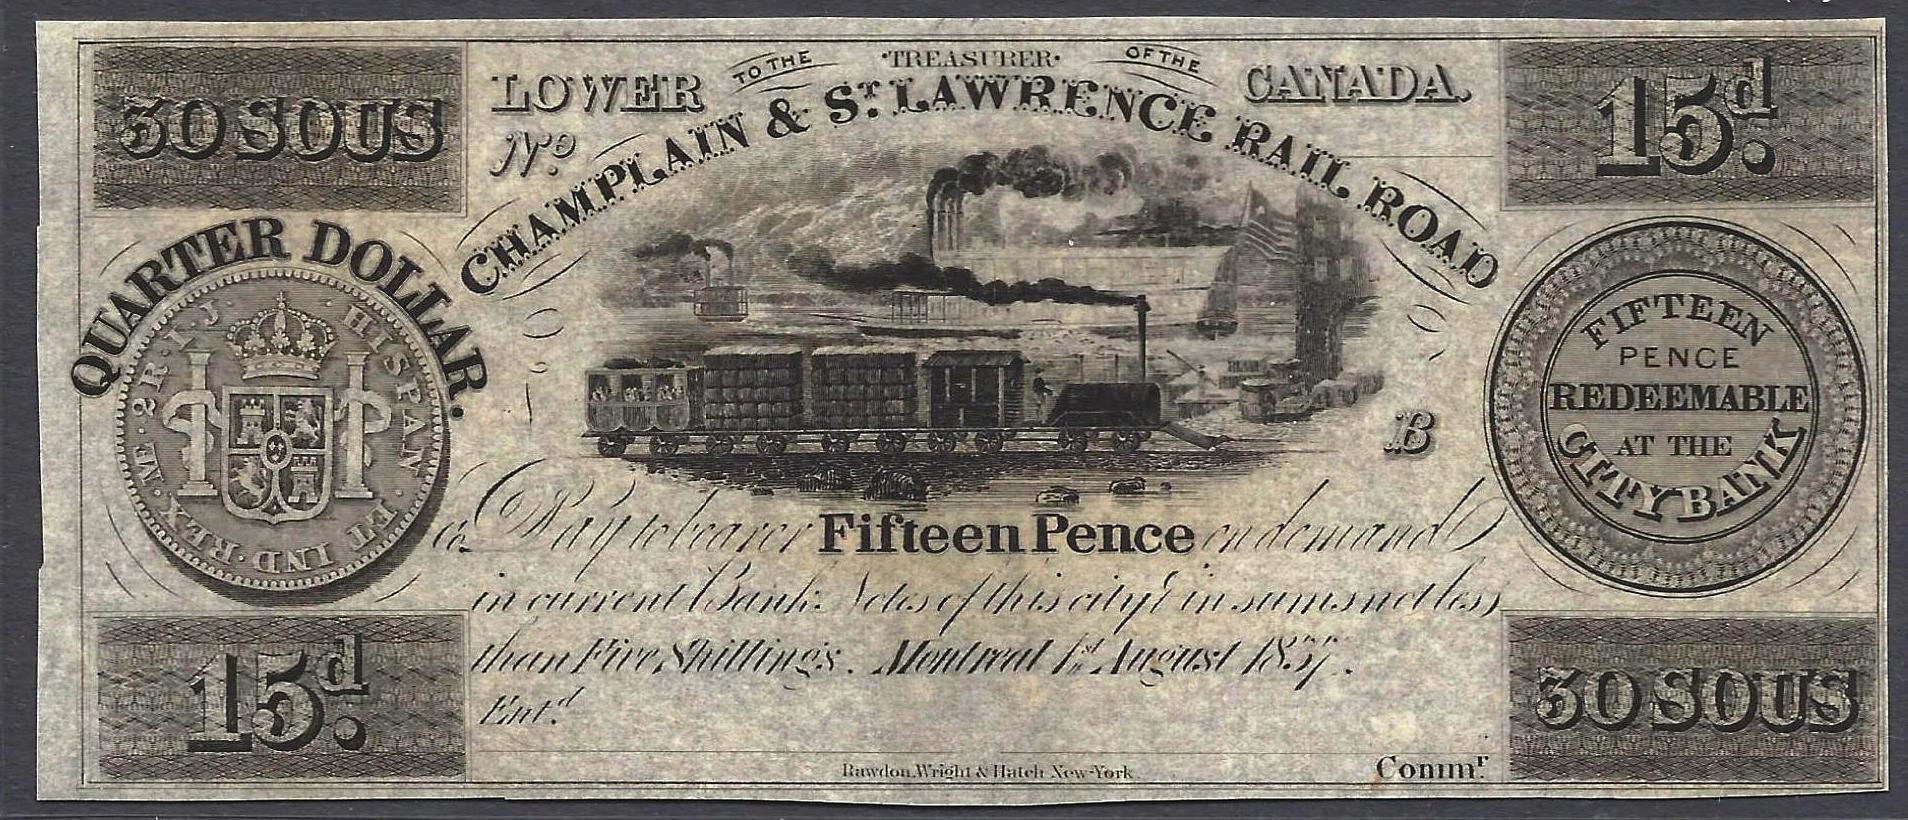 30 SOUS
LOWER
TO THE
·TREASURER·
OF THE
CANADA.
15d.
No
CHAMPLAIN & ST. LAWRENCE RAIL ROAD
QUARTER DOLLAR.
HISPAN · ET IND · REX · M · 2R · I · J ·
FIFTEEN
PENCE
REDEEMABLE
AT THE
CITY BANK
B
Pay to bearer Fifteen Pence on demand
in current Bank Notes of this city in sums not less
than Five Shillings. Montreal 1st August 1837.
15d.
Entd
30 SOUS
Rawdon, Wright & Hatch New-York
Commr.